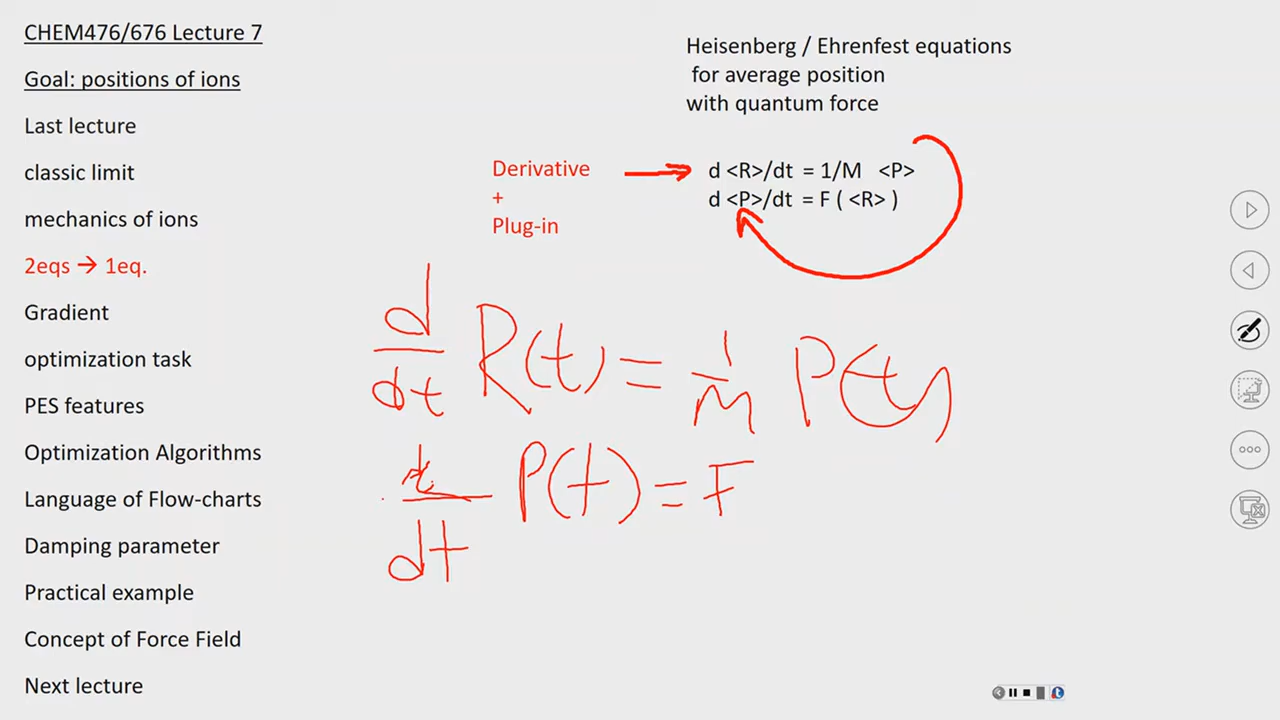 CHEM476/676 Lecture 7
Goal: positions of ions
Last lecture
classic limit
mechanics of ions
2eqs → 1eq.
Gradient
optimization task
PES features
Optimization Algorithms
Language of Flow-charts
Damping parameter
Practical example
Concept of Force Field
Next lecture
Heisenberg / Ehrenfest equations
for average position
with quantum force
Derivative
+
Plug-in
d <R>/dt = 1/M <P>
d <P>/dt = F ( <R> )
d/dt R(t) = 1/M P(t)
d/dt P(t) = F